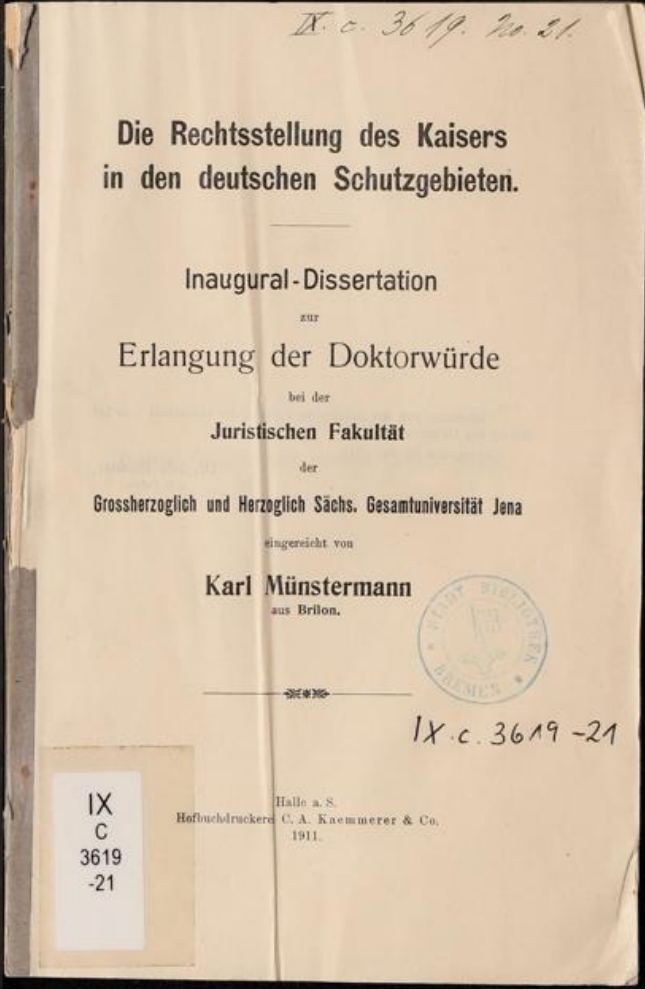 IX. c. 3619. No. 21.
Die Rechtsstellung des Kaisers
in den deutschen Schutzgebieten.
Inaugural-Dissertation
zur
Erlangung der Doktorwürde
bei der
Juristischen Fakultät
der
Grossherzoglich und Herzoglich Sächs. Gesamtuniversität Jena
eingereicht von
Karl Münstermann
aus Brilon.
STADT-BIBLIOTHEK
BREMEN
IX.c. 3619-21
Halle a. S.
Hofbuchdruckerei C. A. Kaemmerer & Co.
1911.
IX
C
3619
-21